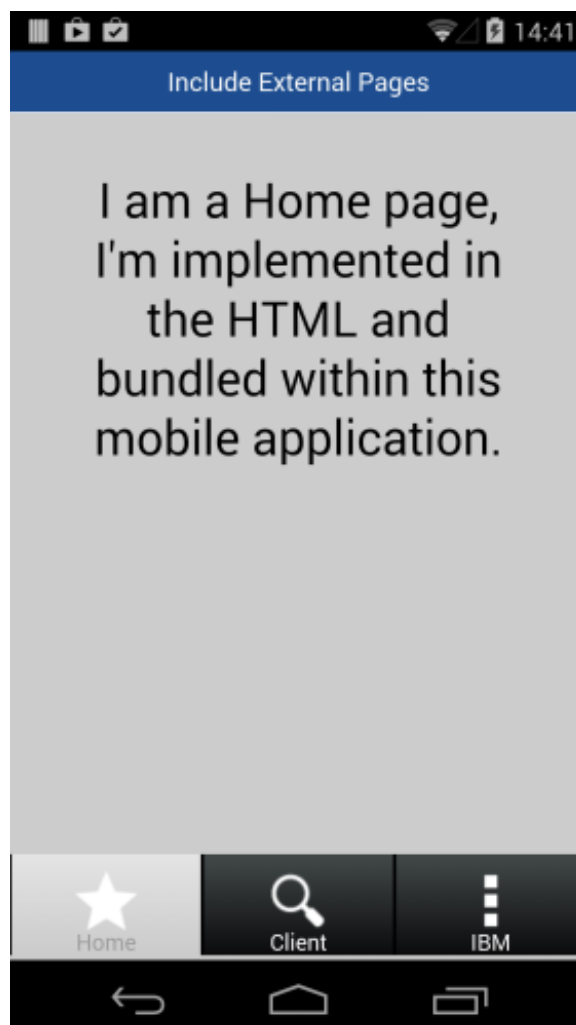 14:41
Include External Pages
I am a Home page,
I'm implemented in
the HTML and
bundled within this
mobile application.
Home
Client
IBM